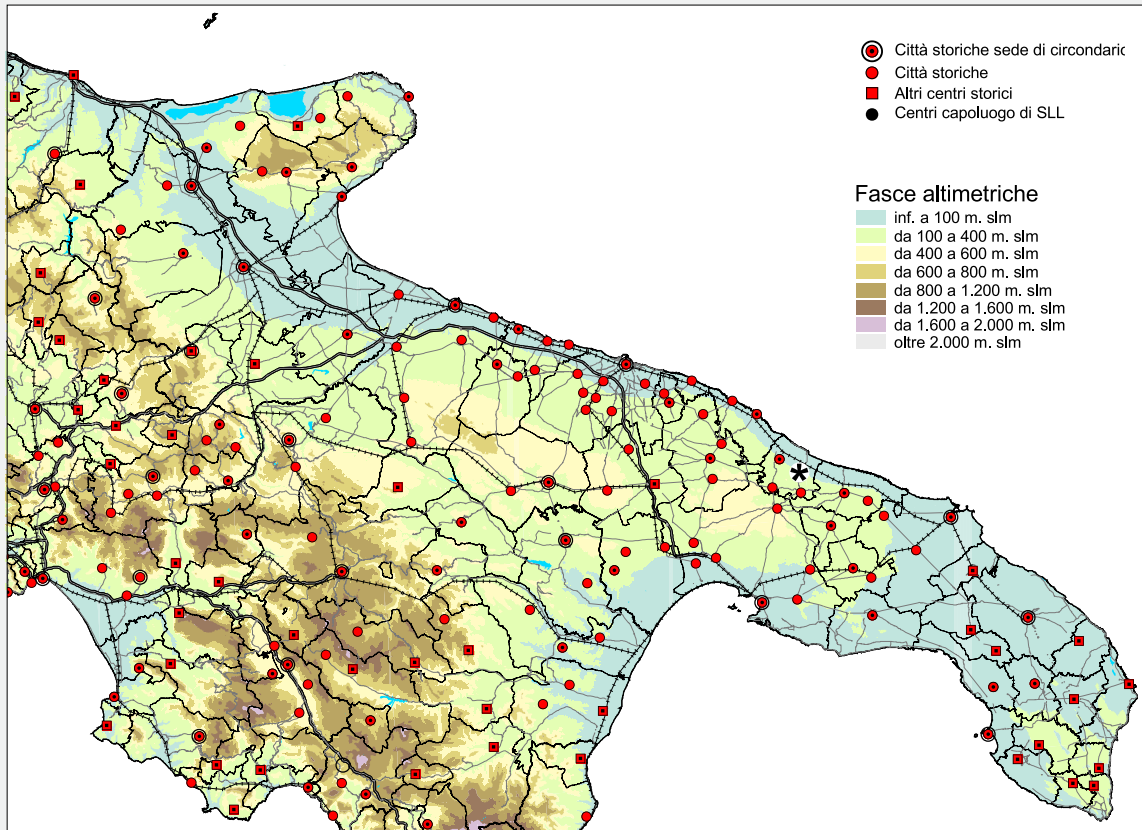 Città storiche sede di circondaric
Città storiche
Altri centri storici
Centri capoluogo di SLL
Fasce altimetriche
inf. a 100 m. slm
da 100 a 400 m. slm
da 400 a 600 m. slm
da 600 a 800 m. slm
da 800 a 1.200 m. slm
da 1.200 a 1.600 m. slm
da 1.600 a 2.000 m. slm
oltre 2.000 m. slm
*